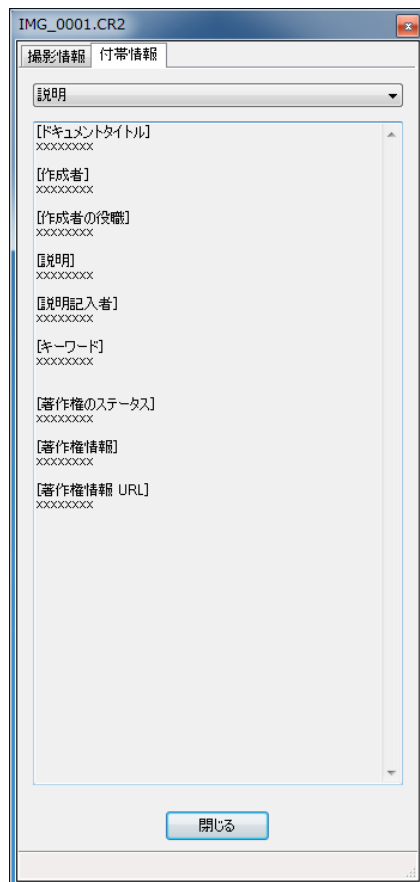 IMG_0001.CR2
撮影情報 付帯情報
説明
[ドキュメントタイトル]
xxxxxxxx
[作成者]
xxxxxxxx
[作成者の役職]
xxxxxxxx
[説明]
xxxxxxxx
[説明記入者]
xxxxxxxx
[キーワード]
xxxxxxxx
[著作権のステータス]
xxxxxxxx
[著作権情報]
xxxxxxxx
[著作権情報 URL]
xxxxxxxx
閉じる